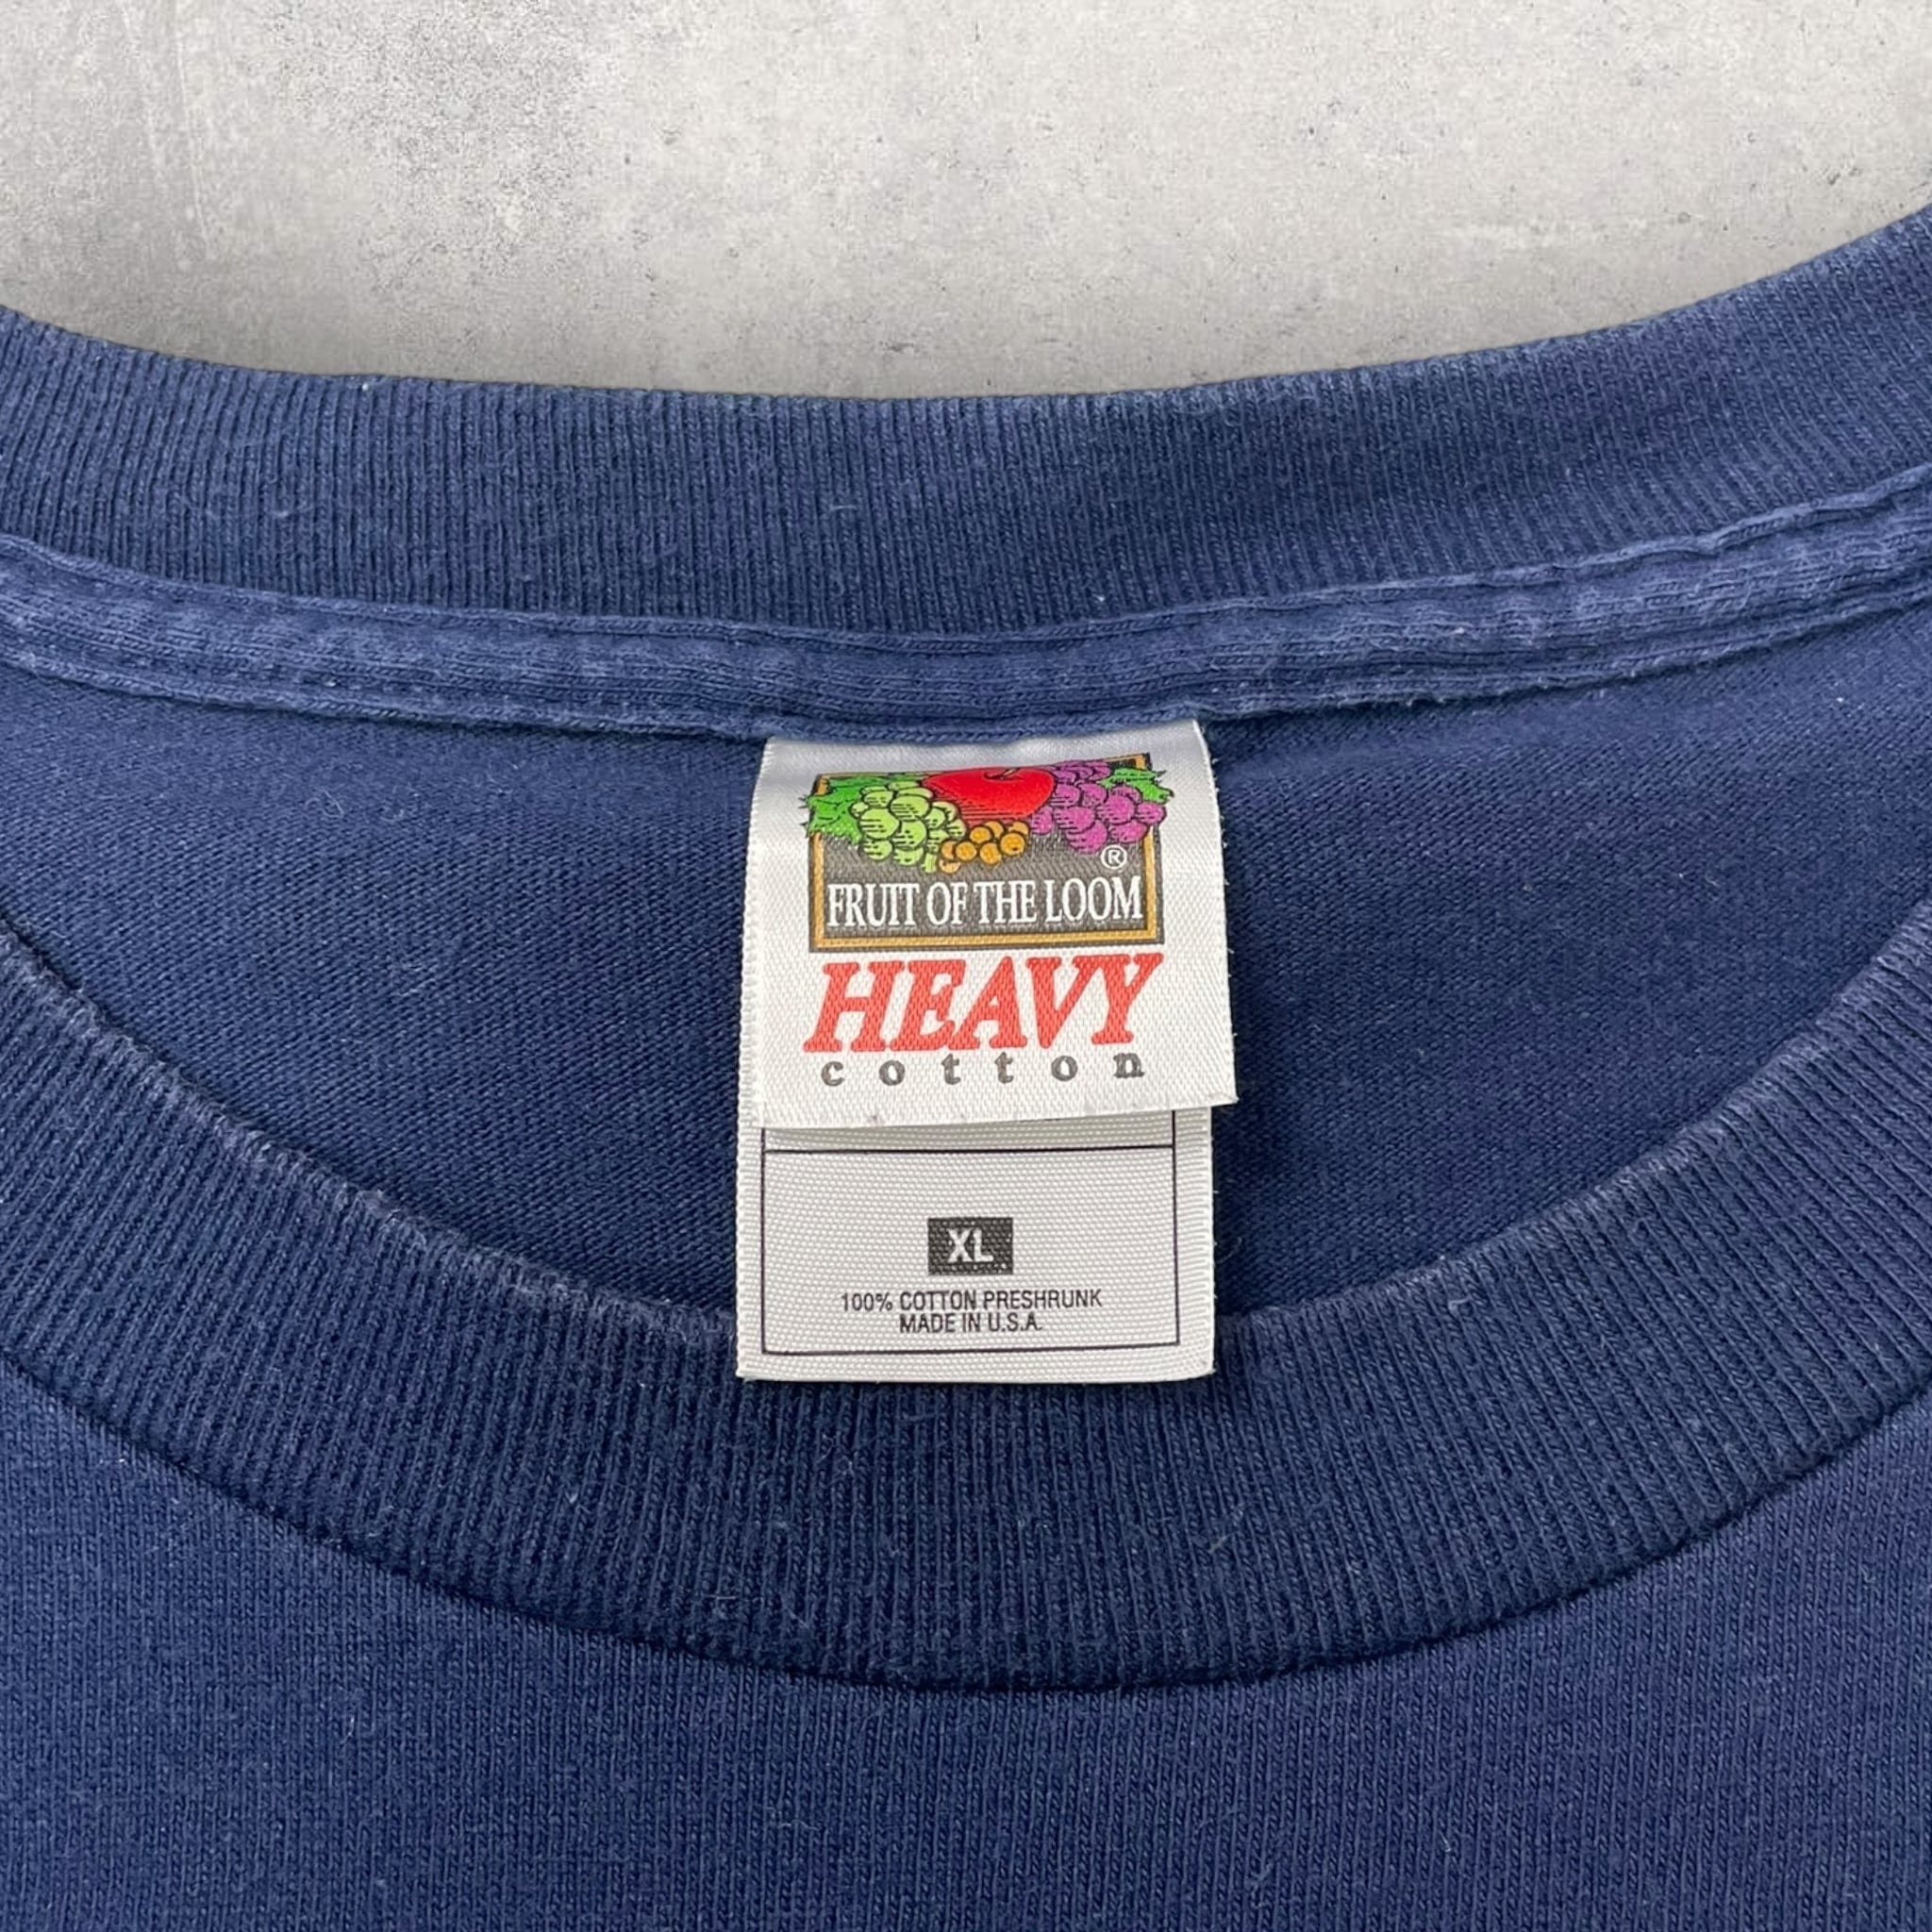 ®
FRUIT OF THE LOOM
HEAVY
cotton
XL
100% COTTON PRESHRUNK
MADE IN U.S.A.